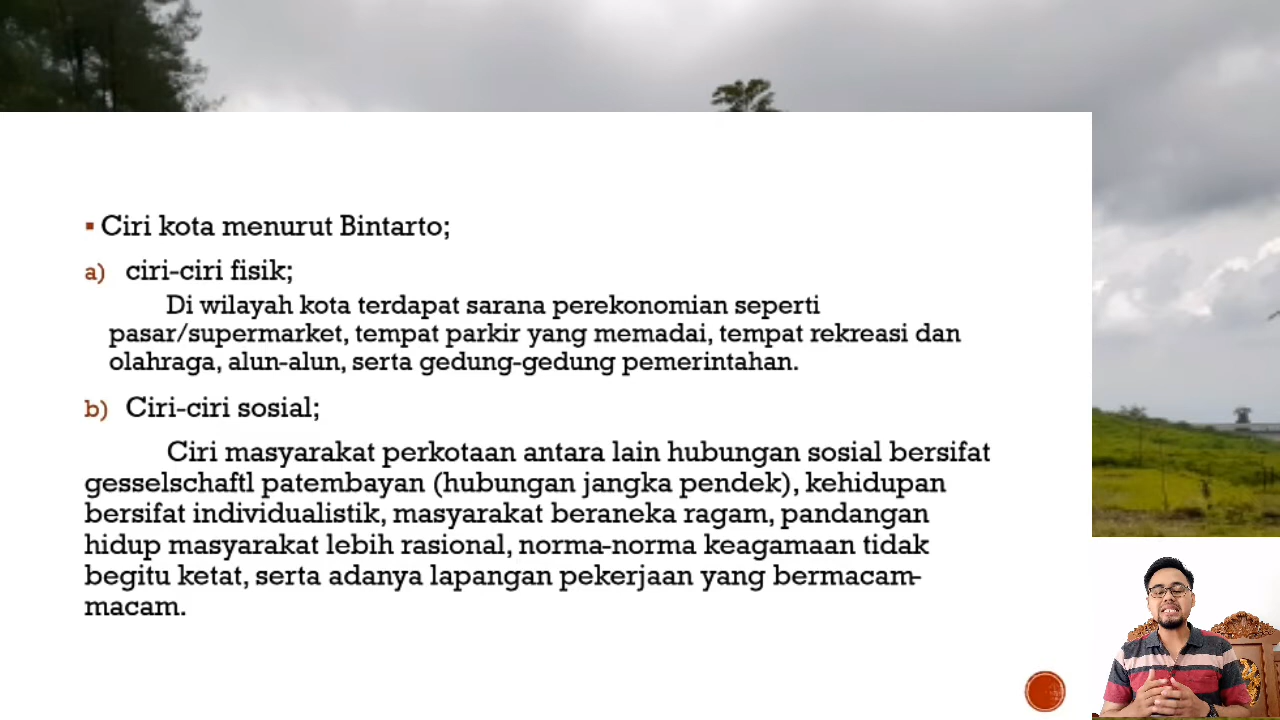 Ciri kota menurut Bintarto;
a) ciri-ciri fisik;
Di wilayah kota terdapat sarana perekonomian seperti
pasar/supermarket, tempat parkir yang memadai, tempat rekreasi dan
olahraga, alun-alun, serta gedung-gedung pemerintahan.
b) Ciri-ciri sosial;
Ciri masyarakat perkotaan antara lain hubungan sosial bersifat
gesselschaftl patembayan (hubungan jangka pendek), kehidupan
bersifat individualistik, masyarakat beraneka ragam, pandangan
hidup masyarakat lebih rasional, norma-norma keagamaan tidak
begitu ketat, serta adanya lapangan pekerjaan yang bermacam-
macam.